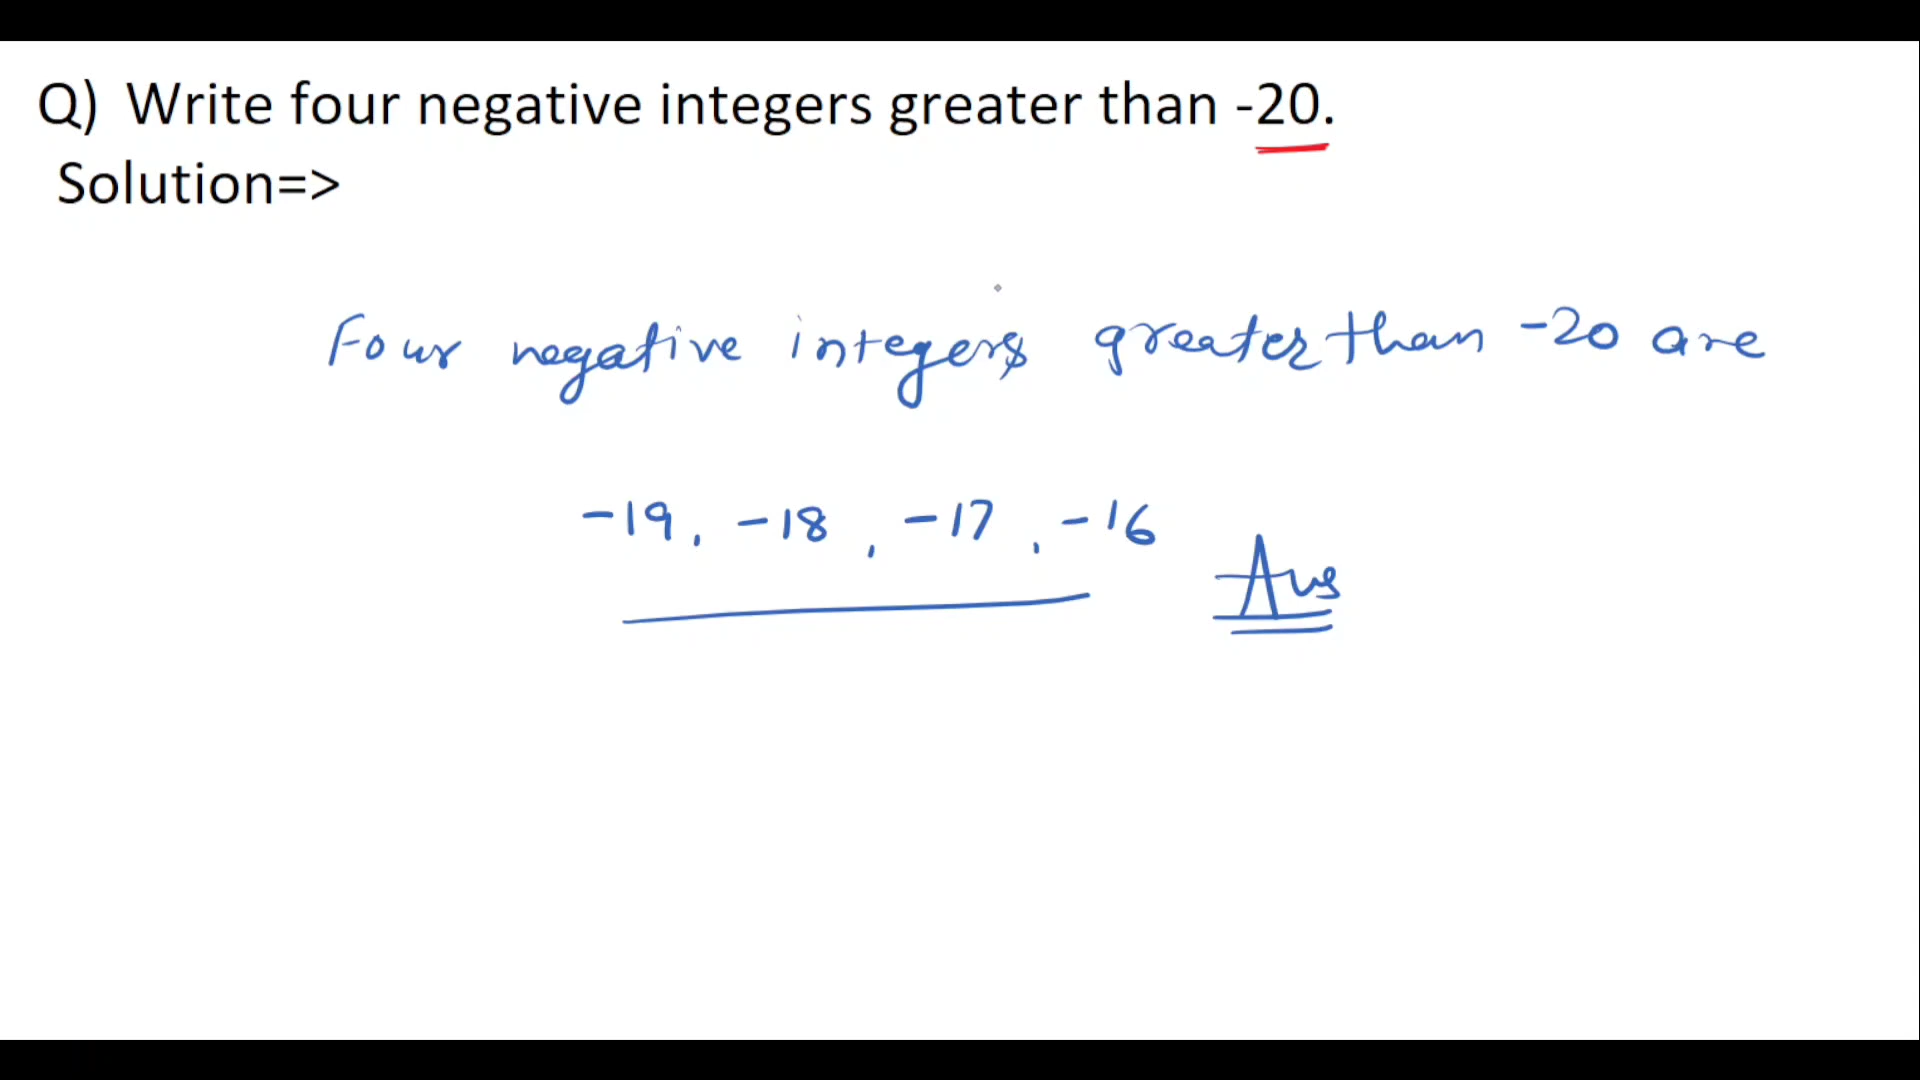 Q) Write four negative integers greater than -20.
Solution=>
Four negative integers greater than -20 are
-19, -18, -17, -16 Ans